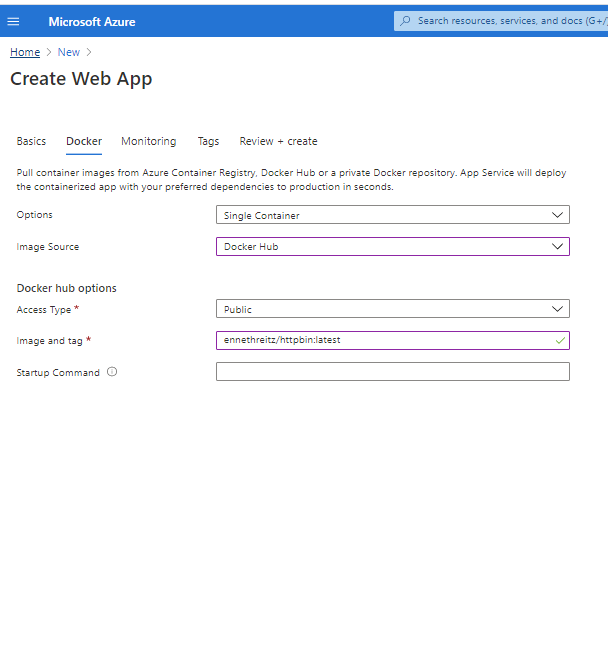 Microsoft Azure
Search resources, services, and docs (G+/)
Home > New >
Create Web App
Basics Docker Monitoring Tags Review + create
Pull container images from Azure Container Registry, Docker Hub or a private Docker repository. App Service will deploy
the containerized app with your preferred dependencies to production in seconds.
Options Single Container
Image Source Docker Hub
Docker hub options
Access Type * Public
Image and tag * ennethreitz/httpbin:latest
Startup Command